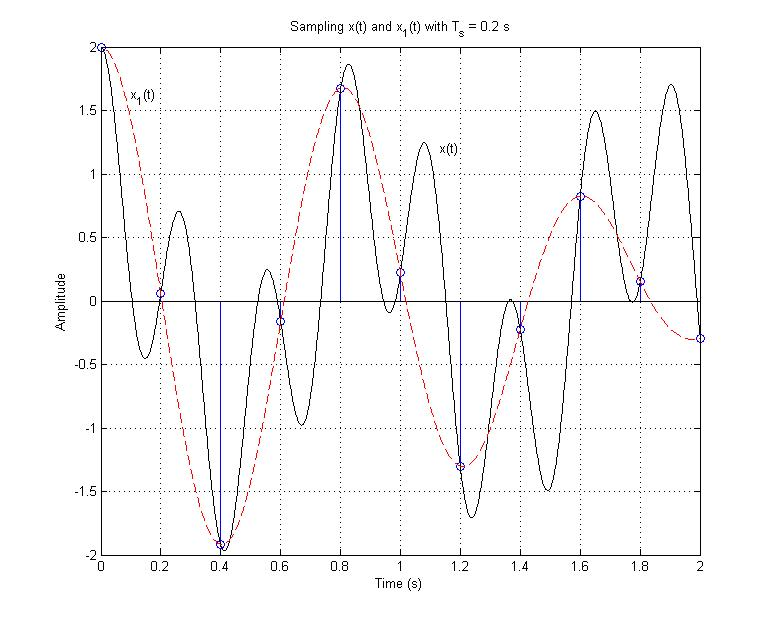 Sampling x(t) and x₁(t) with Tₛ = 0.2 s
2
1.5
1
0.5
0
-0.5
-1
-1.5
-2
Amplitude
x₁(t)
x(t)
0 0.2 0.4 0.6 0.8 1 1.2 1.4 1.6 1.8 2
Time (s)